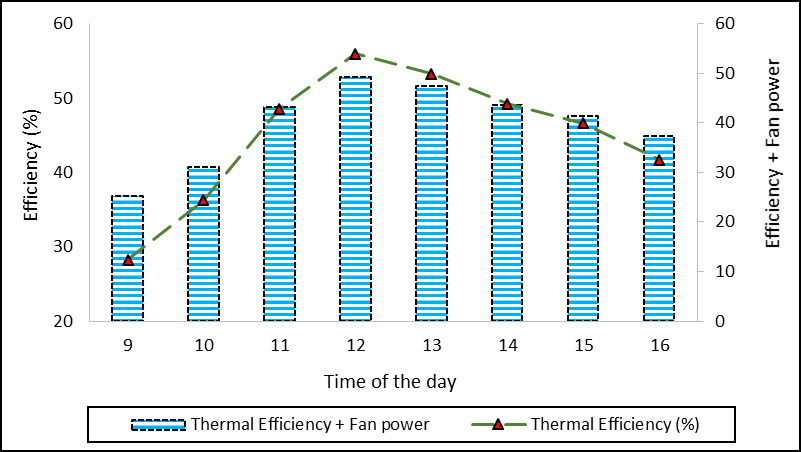 60
50
40
30
20
Efficiency (%)
60
50
40
30
20
10
0
Efficiency + Fan power
9 10 11 12 13 14 15 16
Time of the day
Thermal Efficiency + Fan power Thermal Efficiency (%)